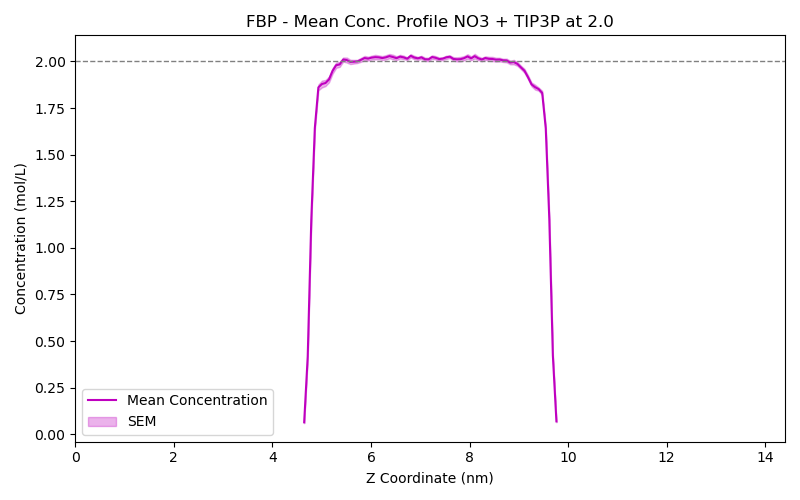 FBP - Mean Conc. Profile NO3 + TIP3P at 2.0
Concentration (mol/L)
2.00
1.75
1.50
1.25
1.00
0.75
0.50
0.25
0.00
Mean Concentration
SEM
0 2 4 6 8 10 12 14
Z Coordinate (nm)